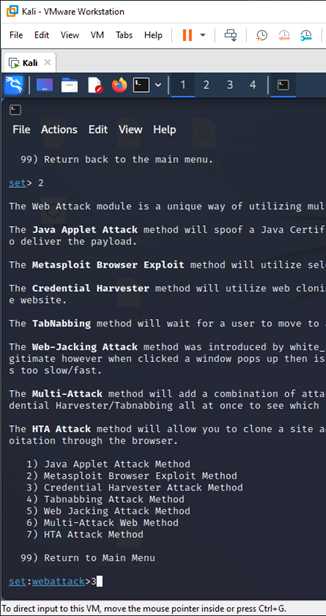 Kali - VMware Workstation
File Edit View VM Tabs Help
Kali
1 2 3 4
File Actions Edit View Help
99) Return back to the main menu.
set> 2
The Web Attack module is a unique way of utilizing mul
The Java Applet Attack method will spoof a Java Certif
o deliver the payload.
The Metasploit Browser Exploit method will utilize sele
The Credential Harvester method will utilize web clonin
e website.
The TabNabbing method will wait for a user to move to
The Web-Jacking Attack method was introduced by white_
gitimate however when clicked a window pops up then is
s too slow/fast.
The Multi-Attack method will add a combination of attac
dential Harvester/Tabnabbing all at once to see which
The HTA Attack method will allow you to clone a site a
oitation through the browser.
1) Java Applet Attack Method
2) Metasploit Browser Exploit Method
3) Credential Harvester Attack Method
4) Tabnabbing Attack Method
5) Web Jacking Attack Method
6) Multi-Attack Web Method
7) HTA Attack Method
99) Return to Main Menu
set:webattack>3
To direct input to this VM, move the mouse pointer inside or press Ctrl+G.